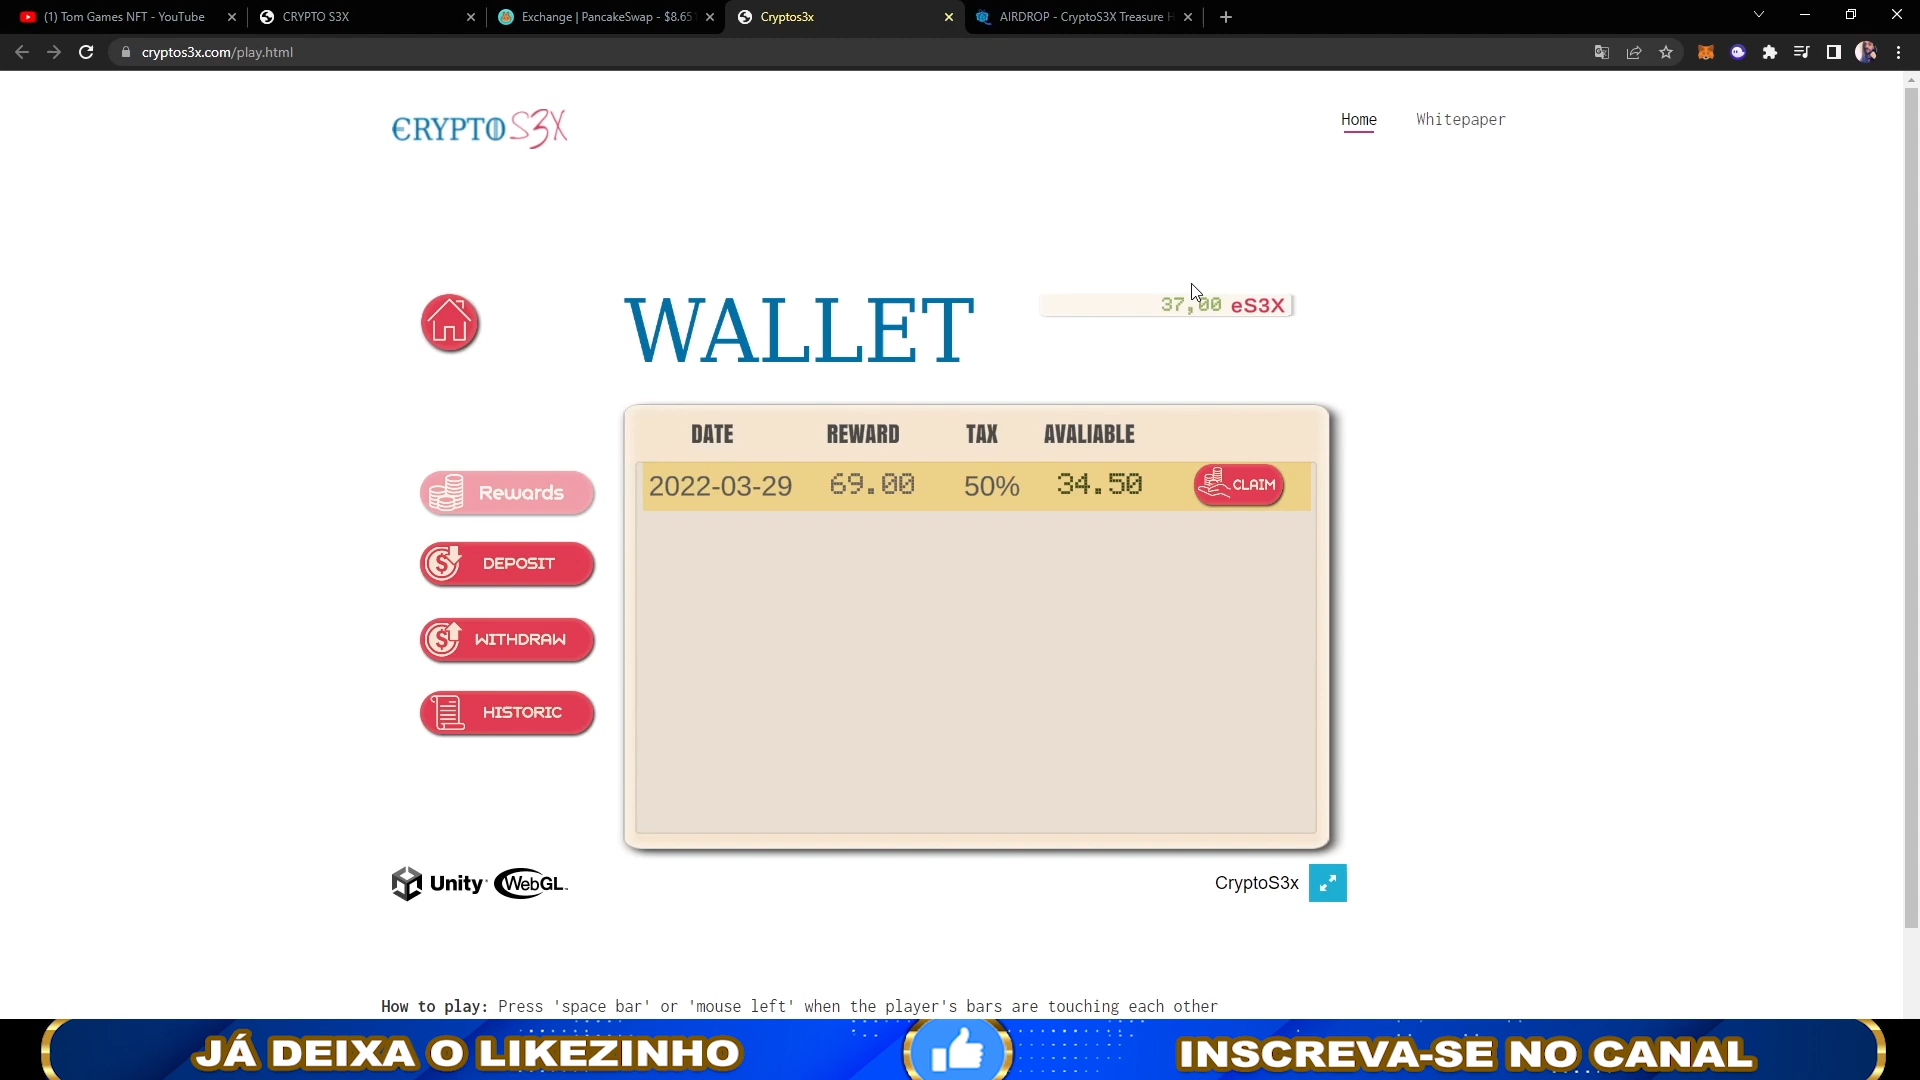 (1) Tom Games NFT - YouTube
CRYPTO S3X
Exchange | PancakeSwap - $8.651
Cryptos3x
AIRDROP - CryptoS3X Treasure H
cryptos3x.com/play.html
CRYPTO S3X
Home
Whitepaper
WALLET
37,00 eS3X
DATE REWARD TAX AVALIABLE
2022-03-29 69.00 50% 34.50 CLAIM
Rewards
DEPOSIT
WITHDRAW
HISTORIC
Unity WebGL
CryptoS3x
How to play: Press 'space bar' or 'mouse left' when the player's bars are touching each other
JÁ DEIXA O LIKEZINHO
INSCREVA-SE NO CANAL